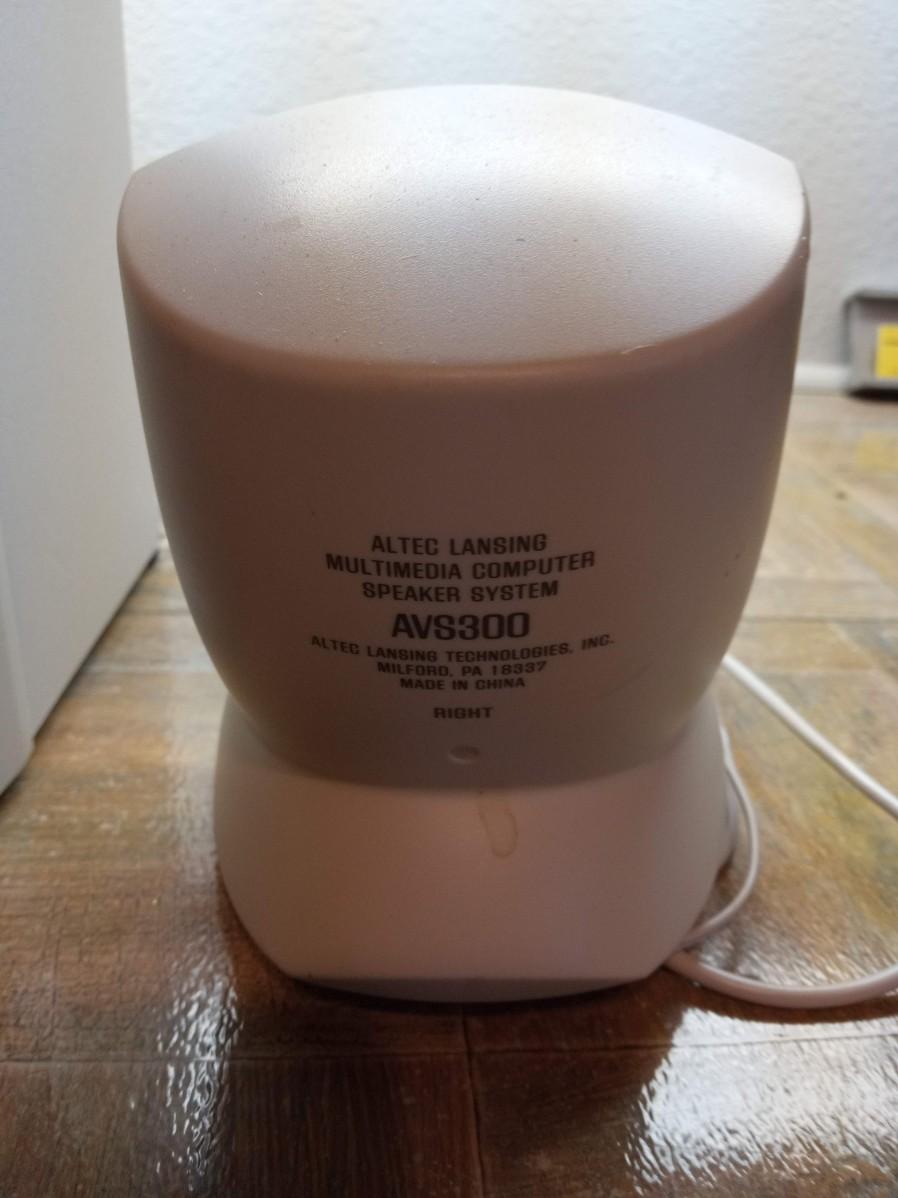 ALTEC LANSING
MULTIMEDIA COMPUTER
SPEAKER SYSTEM
AVS300
ALTEC LANSING TECHNOLOGIES, INC.
MILFORD, PA 18337
MADE IN CHINA
RIGHT